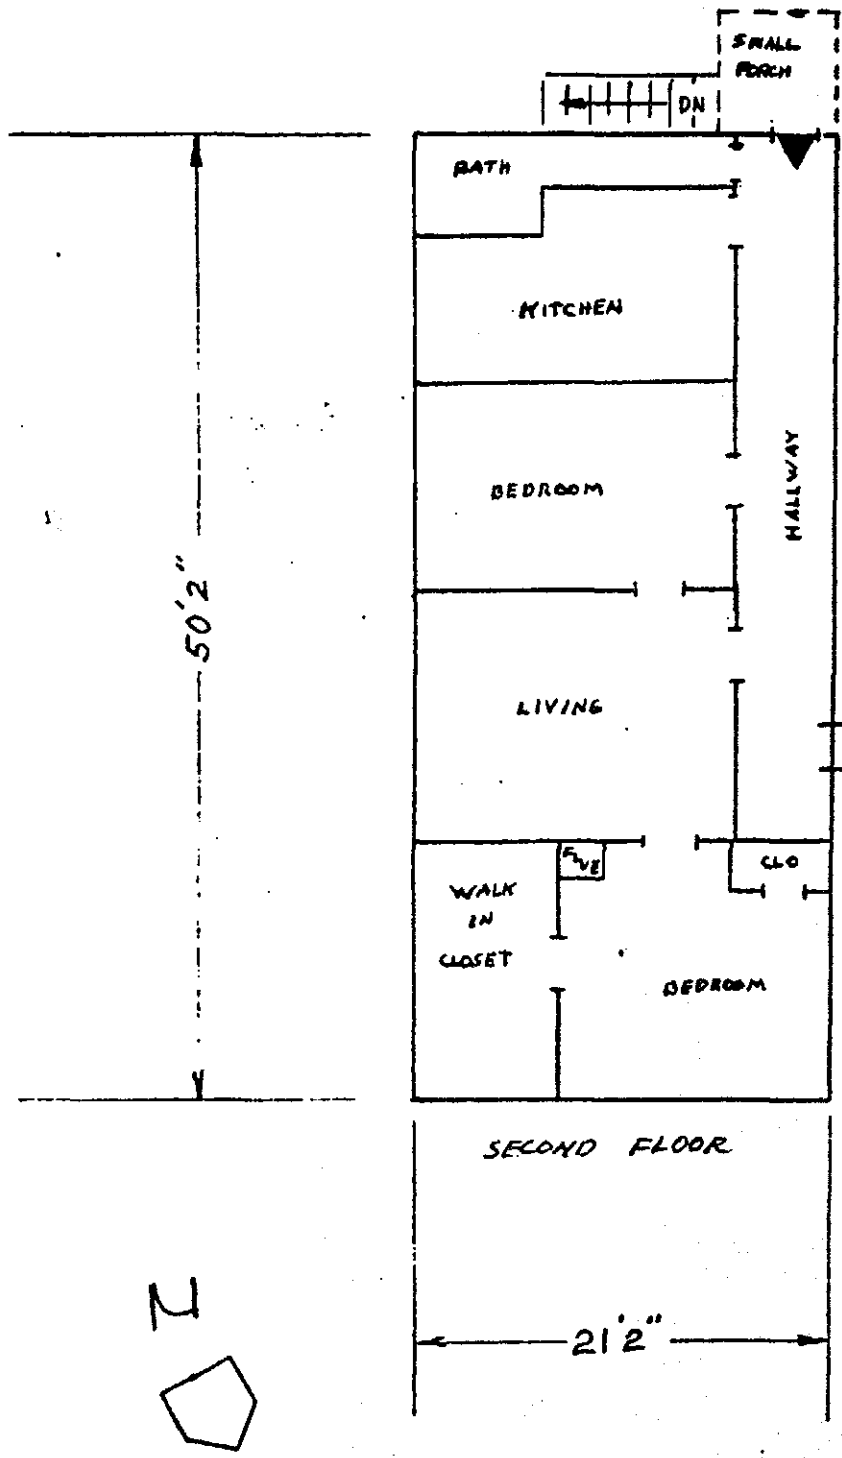 SMALL
PORCH
DN
BATH
KITCHEN
BEDROOM
HALLWAY
50'2"
LIVING
FLUE
CLO
WALK
IN
CLOSET
BEDROOM
SECOND FLOOR
N
21'2"